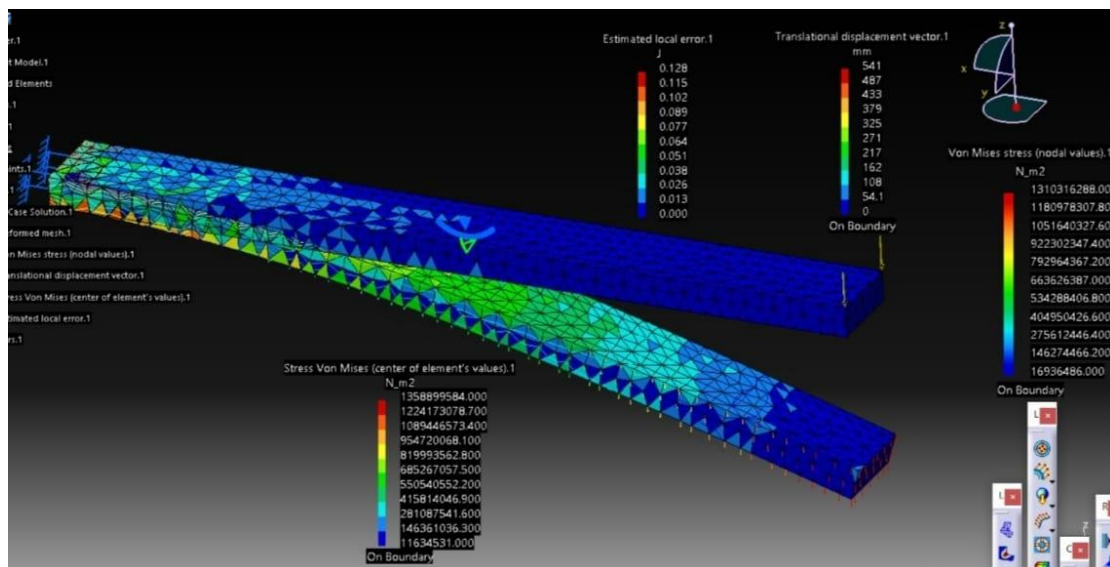 er.1
t Model.1
d Elements
s.1
.1
g
ints.1
.1
Case Solution.1
formed mesh.1
on Mises stress (nodal values).1
ranslational displacement vector.1
tress Von Mises (center of element's values).1
timated local error.1
rs.1
Estimated local error.1
J
0.128
0.115
0.102
0.089
0.077
0.064
0.051
0.038
0.026
0.013
0.000
Translational displacement vector.1
mm
541
487
433
379
325
271
217
162
108
54.1
0
On Boundary
z
x
y
Von Mises stress (nodal values).1
N_m2
1310316288.00
1180978307.80
1051640327.60
922302347.400
792964367.200
663626387.000
534288406.800
404950426.600
275612446.400
146274466.200
16936486.000
On Boundary
Stress Von Mises (center of element's values).1
N_m2
1358899584.000
1224173078.700
1089446573.400
954720068.100
819993562.800
685267057.500
550540552.200
415814046.900
281087541.600
146361036.300
11634531.000
On Boundary
L
L
C
R